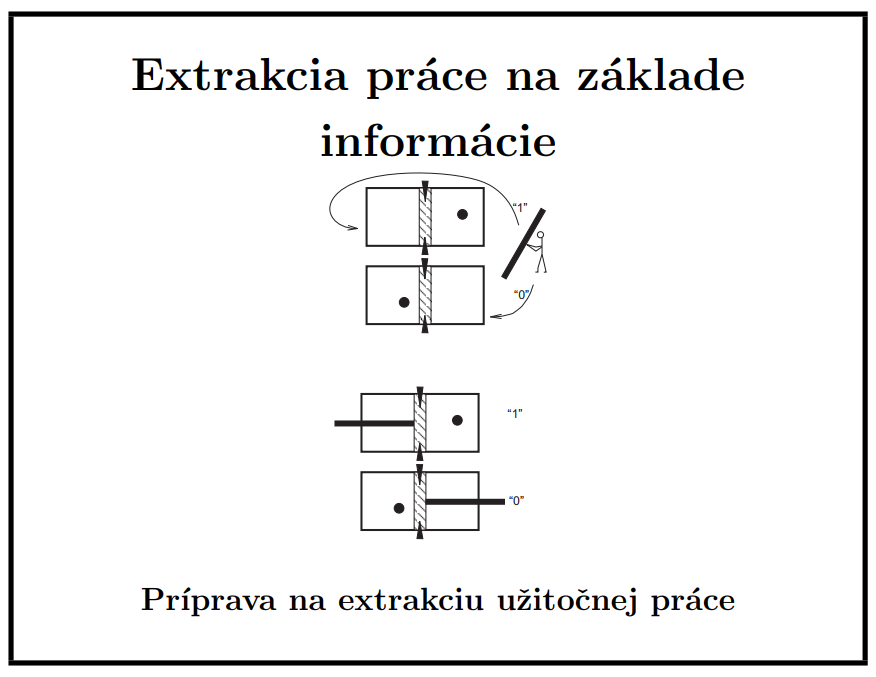 Extrakcia práce na základe
informácie
“1”
“0”
“1”
“0”
Príprava na extrakciu užitočnej práce